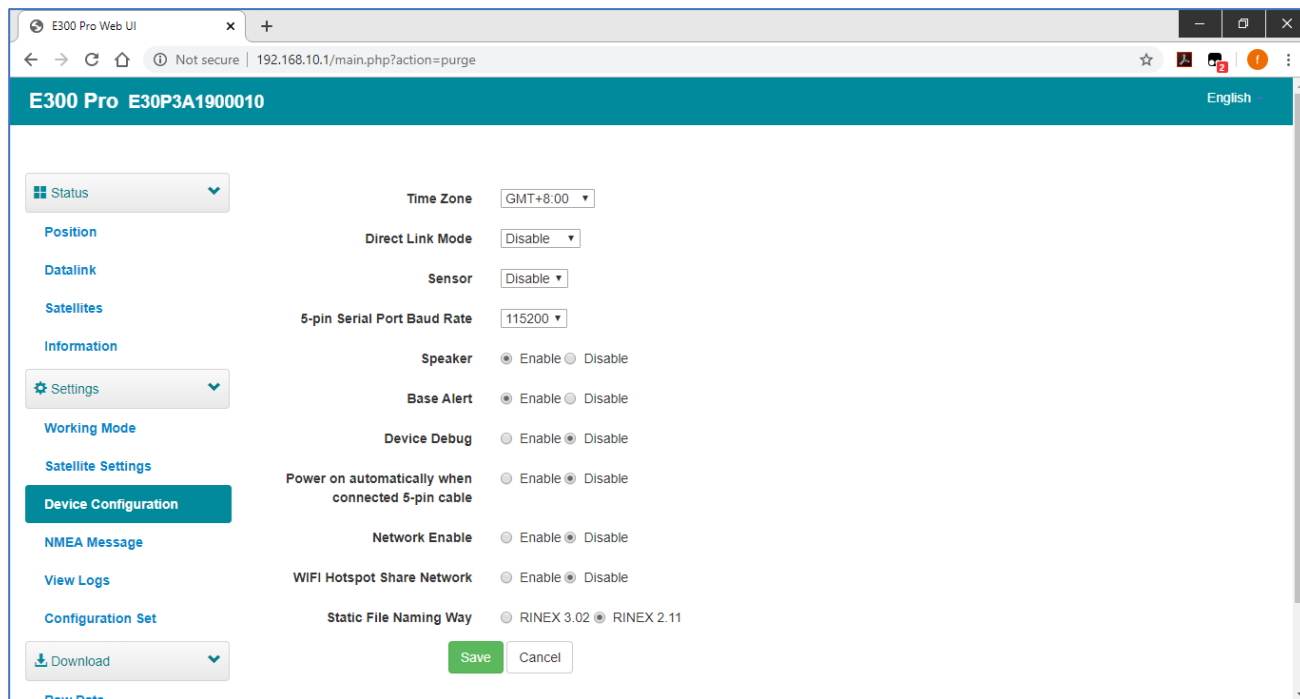 E300 Pro Web UI
Not secure 192.168.10.1/main.php?action=purge
2
f
E300 Pro E30P3A1900010
English
Status
Position
Datalink
Satellites
Information
Settings
Working Mode
Satellite Settings
Device Configuration
NMEA Message
View Logs
Configuration Set
Download
Raw Data
Time Zone GMT+8:00
Direct Link Mode Disable
Sensor Disable
5-pin Serial Port Baud Rate 115200
Speaker Enable Disable
Base Alert Enable Disable
Device Debug Enable Disable
Power on automatically when Enable Disable
connected 5-pin cable
Network Enable Enable Disable
WIFI Hotspot Share Network Enable Disable
Static File Naming Way RINEX 3.02 RINEX 2.11
Save Cancel